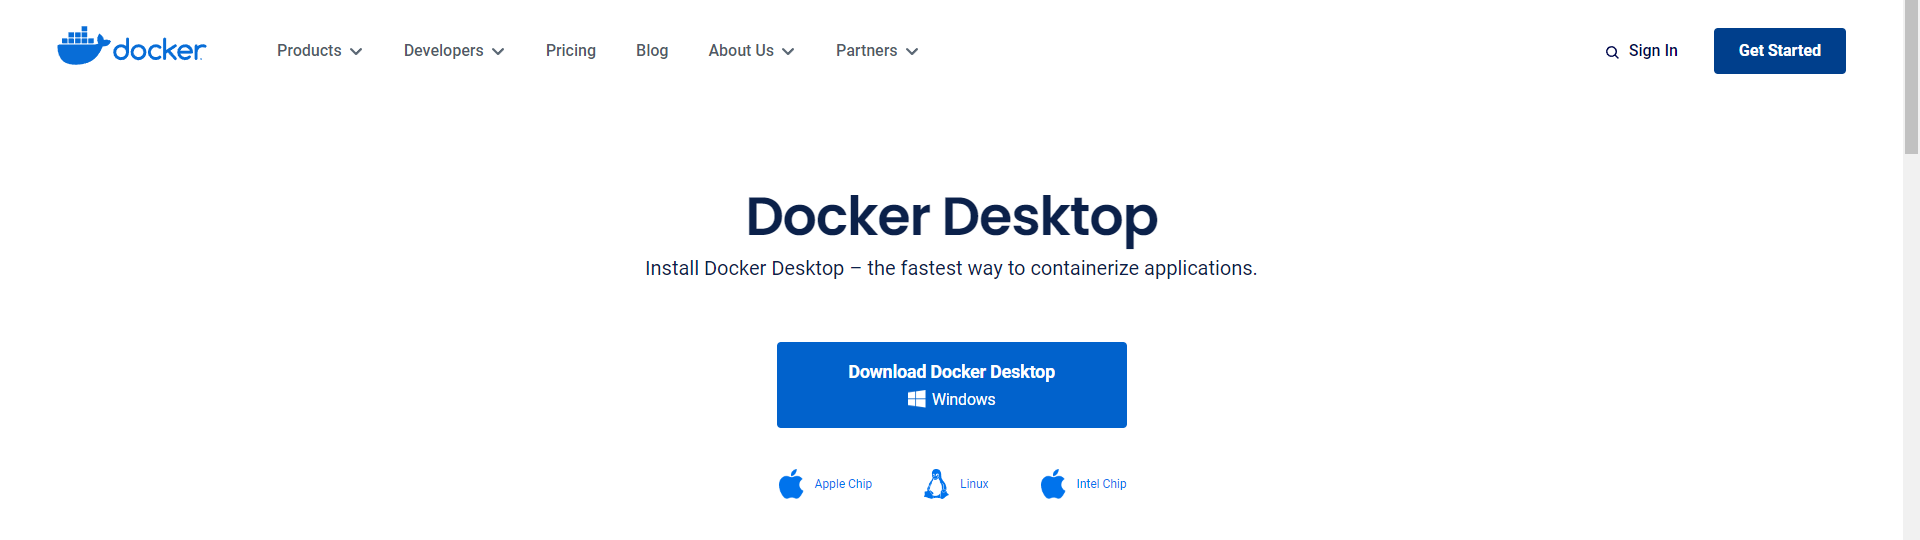 docker
Products
Developers
Pricing
Blog
About Us
Partners
Sign In
Get Started
Docker Desktop
Install Docker Desktop – the fastest way to containerize applications.
Download Docker Desktop
Windows
Apple Chip
Linux
Intel Chip